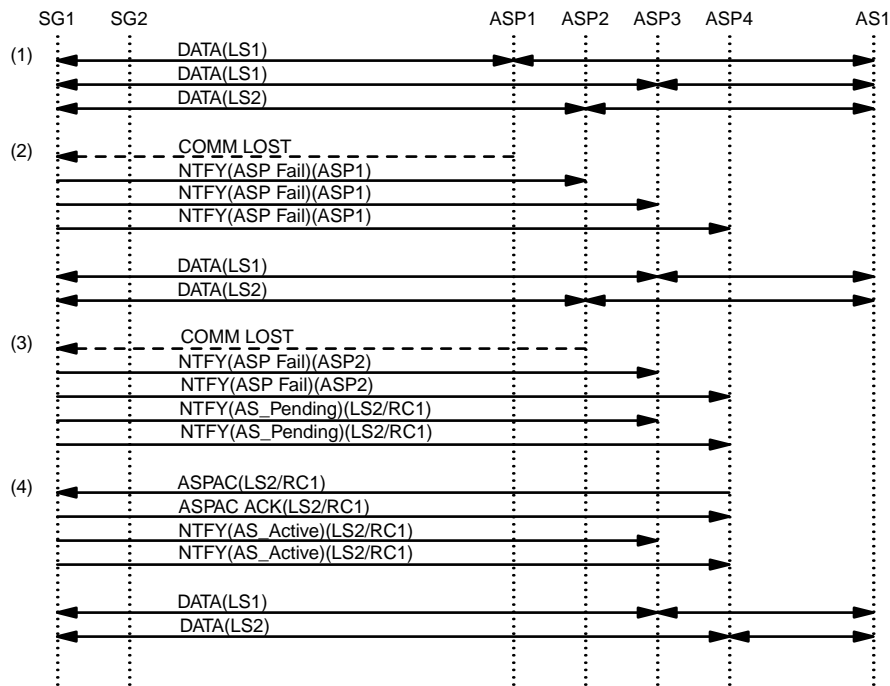 SG1 SG2 ASP1 ASP2 ASP3 ASP4 AS1
(1) DATA(LS1)
DATA(LS1)
DATA(LS2)
(2) COMM LOST
NTFY(ASP Fail)(ASP1)
NTFY(ASP Fail)(ASP1)
NTFY(ASP Fail)(ASP1)
DATA(LS1)
DATA(LS2)
(3) COMM LOST
NTFY(ASP Fail)(ASP2)
NTFY(ASP Fail)(ASP2)
NTFY(AS_Pending)(LS2/RC1)
NTFY(AS_Pending)(LS2/RC1)
(4) ASPAC(LS2/RC1)
ASPAC ACK(LS2/RC1)
NTFY(AS_Active)(LS2/RC1)
NTFY(AS_Active)(LS2/RC1)
DATA(LS1)
DATA(LS2)